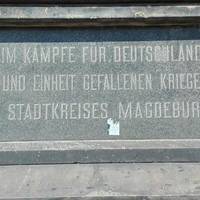 IM KAMPFE FÜR DEUTSCHLAND
UND EINHEIT GEFALLENEN KRIEGE
STADTKREISES MAGDEBUR